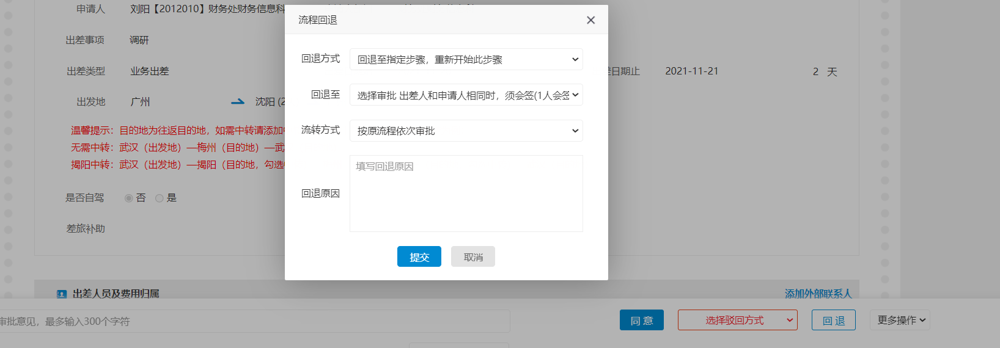 申请人 刘阳【2012010】财务处财务信息科
流程回退
出差事项 调研
回退方式 回退至指定步骤，重新开始此步骤
出差类型 业务出差
差日期止 2021-11-21 2 天
回退至 选择审批 出差人和申请人相同时，须会签(1人会签
出发地 广州 沈阳 (2
流转方式 按原流程依次审批
温馨提示：目的地为往返目的地，如需中转请添加
无需中转：武汉（出发地）—梅州（目的地）—武
揭阳中转：武汉（出发地）—揭阳（目的地，勾选
填写回退原因
回退原因
是否自驾 否 是
差旅补助
提交 取消
出差人员及费用归属 添加外部联系人
审批意见，最多输入300个字符
同意 选择驳回方式 回退 更多操作